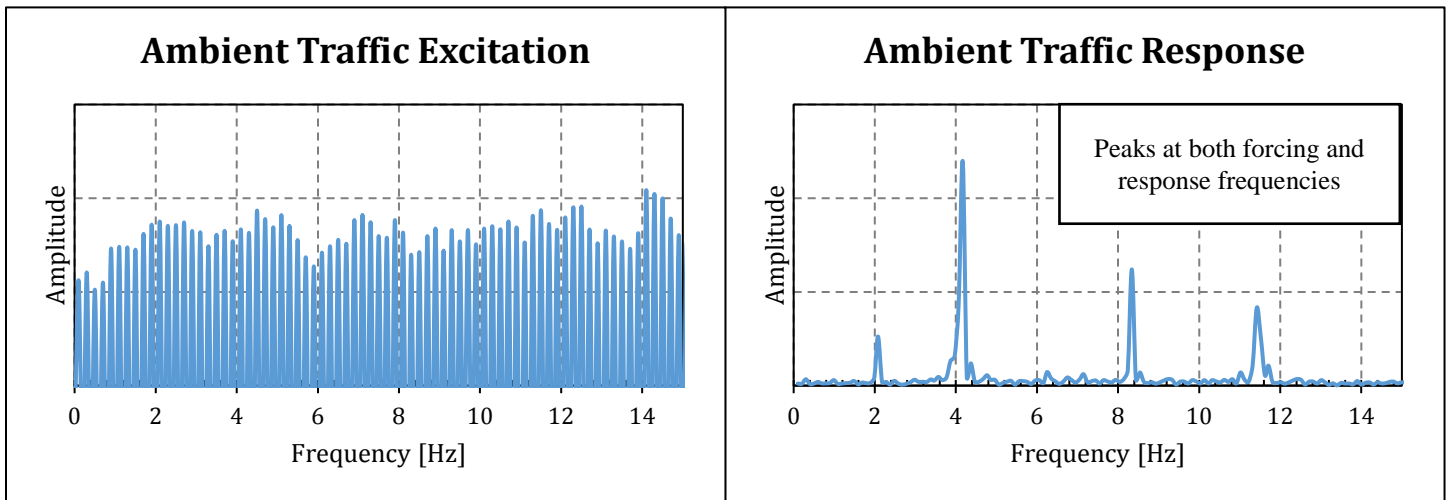 Ambient Traffic Excitation
Amplitude
0 2 4 6 8 10 12 14
Frequency [Hz]
Ambient Traffic Response
Peaks at both forcing and
response frequencies
Amplitude
0 2 4 6 8 10 12 14
Frequency [Hz]